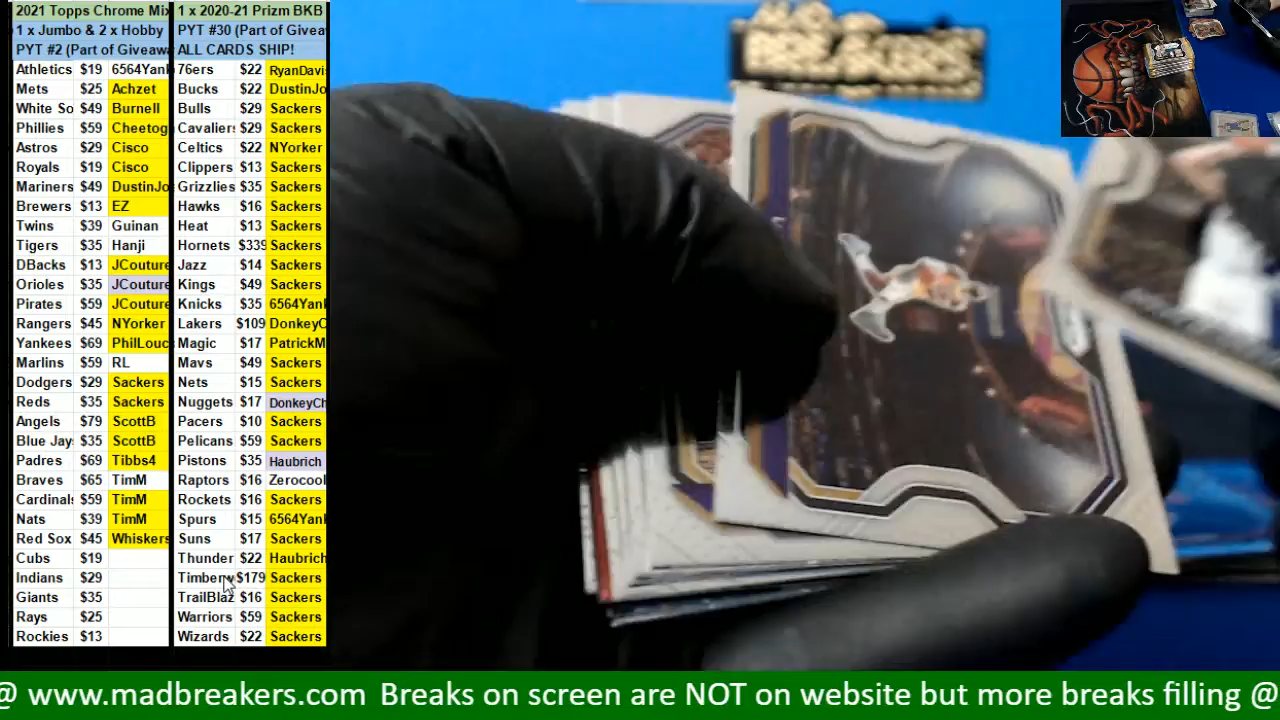 2021 Topps Chrome Mix
1 x Jumbo & 2 x Hobby
PYT #2 (Part of Giveaw
Athletics $19 6564Yan
Mets $25 Achzet
White So $49 Burnell
Phillies $59 Cheetog
Astros $29 Cisco
Royals $19 Cisco
Mariners $49 DustinJo
Brewers $13 EZ
Twins $39 Guinan
Tigers $35 Hanji
DBacks $13 JCouture
Orioles $35 JCouture
Pirates $59 JCouture
Rangers $45 NYorker
Yankees $69 PhilLouc
Marlins $59 RL
Dodgers $29 Sackers
Reds $35 Sackers
Angels $79 ScottB
Blue Jay $35 ScottB
Padres $69 Tibbs4
Braves $65 TimM
Cardinals $59 TimM
Nats $39 TimM
Red Sox $45 Whiskers
Cubs $19
Indians $29
Giants $35
Rays $25
Rockies $13
1 x 2020-21 Prizm BKB
PYT #30 (Part of Givea
ALL CARDS SHIP!
76ers $22 RyanDavi
Bucks $22 DustinJo
Bulls $29 Sackers
Cavaliers $29 Sackers
Celtics $22 NYorker
Clippers $13 Sackers
Grizzlies $35 Sackers
Hawks $16 Sackers
Heat $13 Sackers
Hornets $339 Sackers
Jazz $14 Sackers
Kings $49 Sackers
Knicks $35 6564Yan
Lakers $109 DonkeyC
Magic $17 PatrickM
Mavs $49 Sackers
Nets $15 Sackers
Nuggets $17 DonkeyCh
Pacers $10 Sackers
Pelicans $59 Sackers
Pistons $35 Haubrich
Raptors $16 Zerocool
Rockets $16 Sackers
Spurs $15 6564Yan
Suns $17 Sackers
Thunder $22 Haubrich
Timberw $179 Sackers
TrailBlaz $16 Sackers
Warriors $59 Sackers
Wizards $22 Sackers
@ www.madbreakers.com Breaks on screen are NOT on website but more breaks filling @